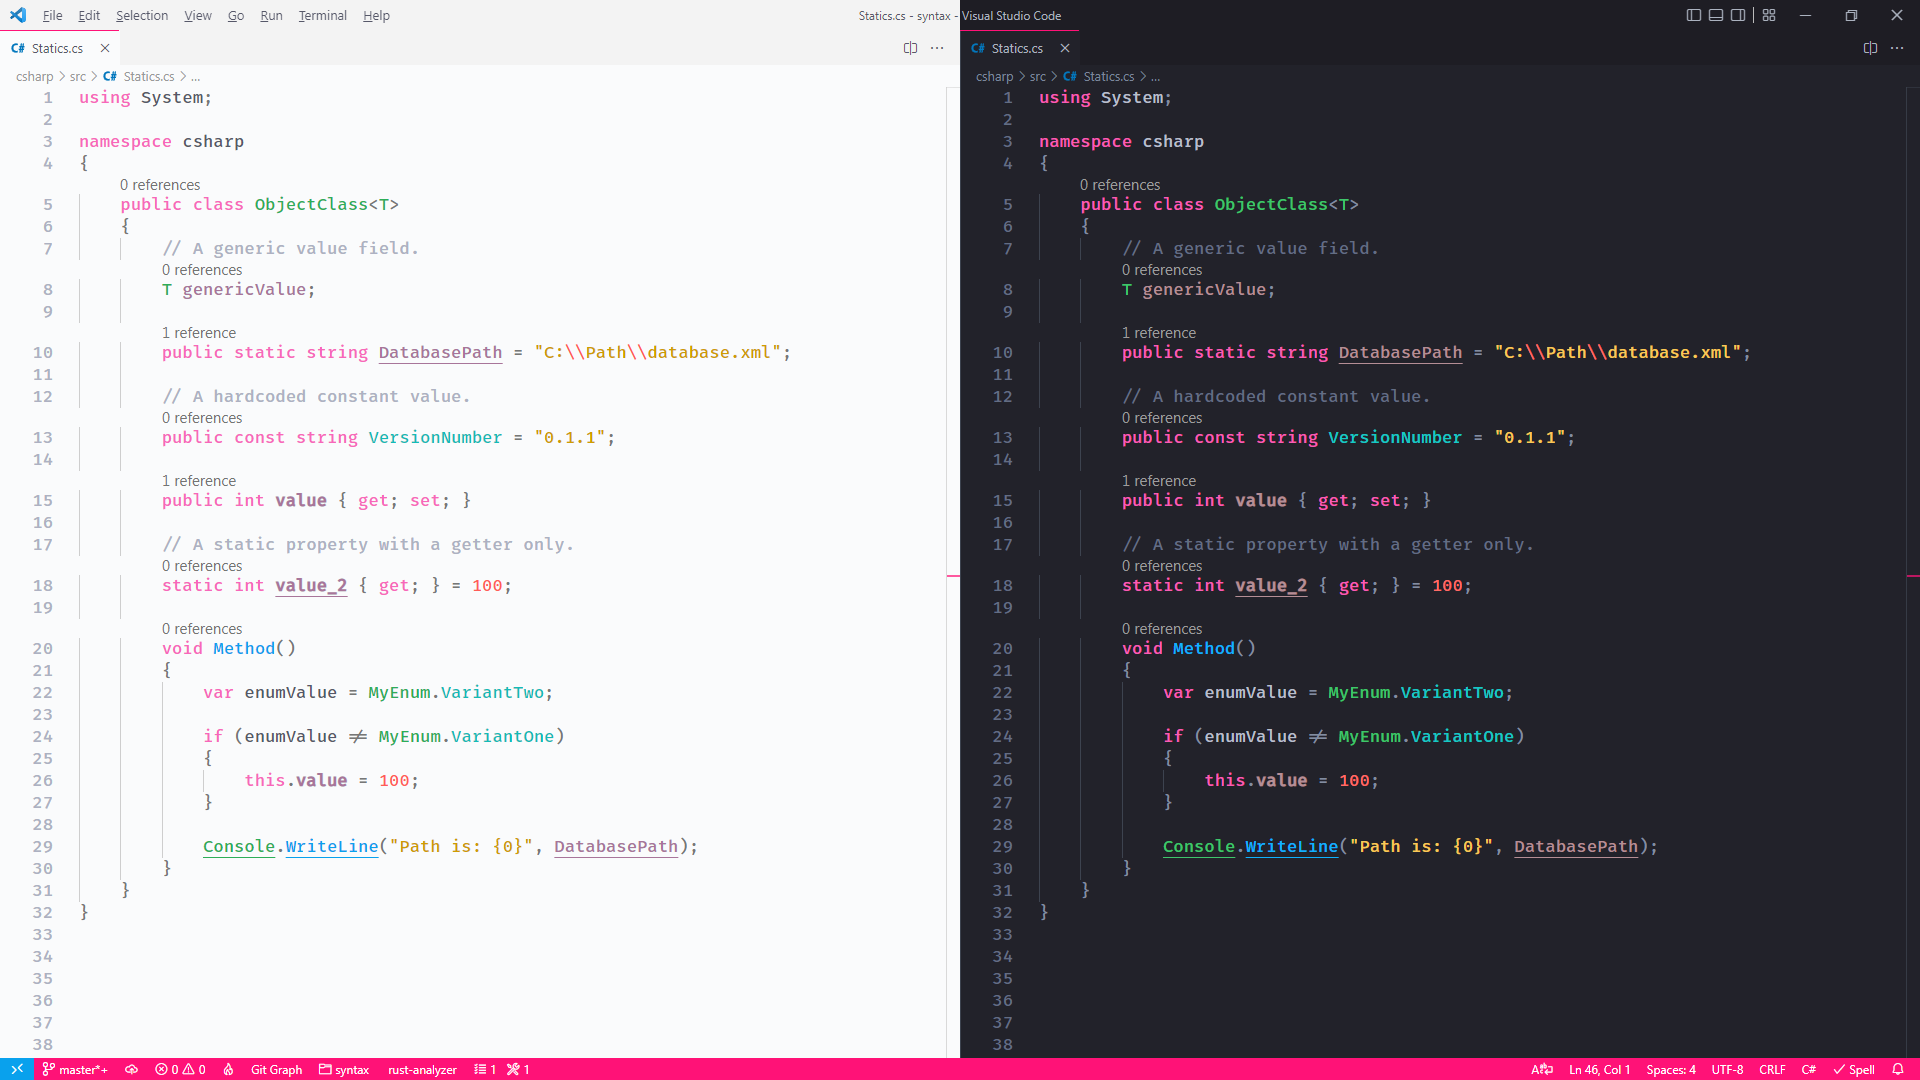 File Edit Selection View Go Run Terminal Help Statics.cs - syntax - Visual Studio Code
C# Statics.cs
csharp > src > C# Statics.cs > ...
1 using System;
2
3 namespace csharp
4 {
0 references
5 public class ObjectClass<T>
6 {
7 // A generic value field.
0 references
8 T genericValue;
9
1 reference
10 public static string DatabasePath = "C:\\Path\\database.xml";
11
12 // A hardcoded constant value.
0 references
13 public const string VersionNumber = "0.1.1";
14
1 reference
15 public int value { get; set; }
16
17 // A static property with a getter only.
0 references
18 static int value_2 { get; } = 100;
19
0 references
20 void Method()
21 {
22 var enumValue = MyEnum.VariantTwo;
23
24 if (enumValue != MyEnum.VariantOne)
25 {
26 this.value = 100;
27 }
28
29 Console.WriteLine("Path is: {0}", DatabasePath);
30 }
31 }
32 }
33
34
35
36
37
38
C# Statics.cs
csharp > src > C# Statics.cs > ...
1 using System;
2
3 namespace csharp
4 {
0 references
5 public class ObjectClass<T>
6 {
7 // A generic value field.
0 references
8 T genericValue;
9
1 reference
10 public static string DatabasePath = "C:\\Path\\database.xml";
11
12 // A hardcoded constant value.
0 references
13 public const string VersionNumber = "0.1.1";
14
1 reference
15 public int value { get; set; }
16
17 // A static property with a getter only.
0 references
18 static int value_2 { get; } = 100;
19
0 references
20 void Method()
21 {
22 var enumValue = MyEnum.VariantTwo;
23
24 if (enumValue != MyEnum.VariantOne)
25 {
26 this.value = 100;
27 }
28
29 Console.WriteLine("Path is: {0}", DatabasePath);
30 }
31 }
32 }
33
34
35
36
37
38
master*+ 0 0 Git Graph syntax rust-analyzer 1 1 Ln 46, Col 1 Spaces: 4 UTF-8 CRLF C# Spell